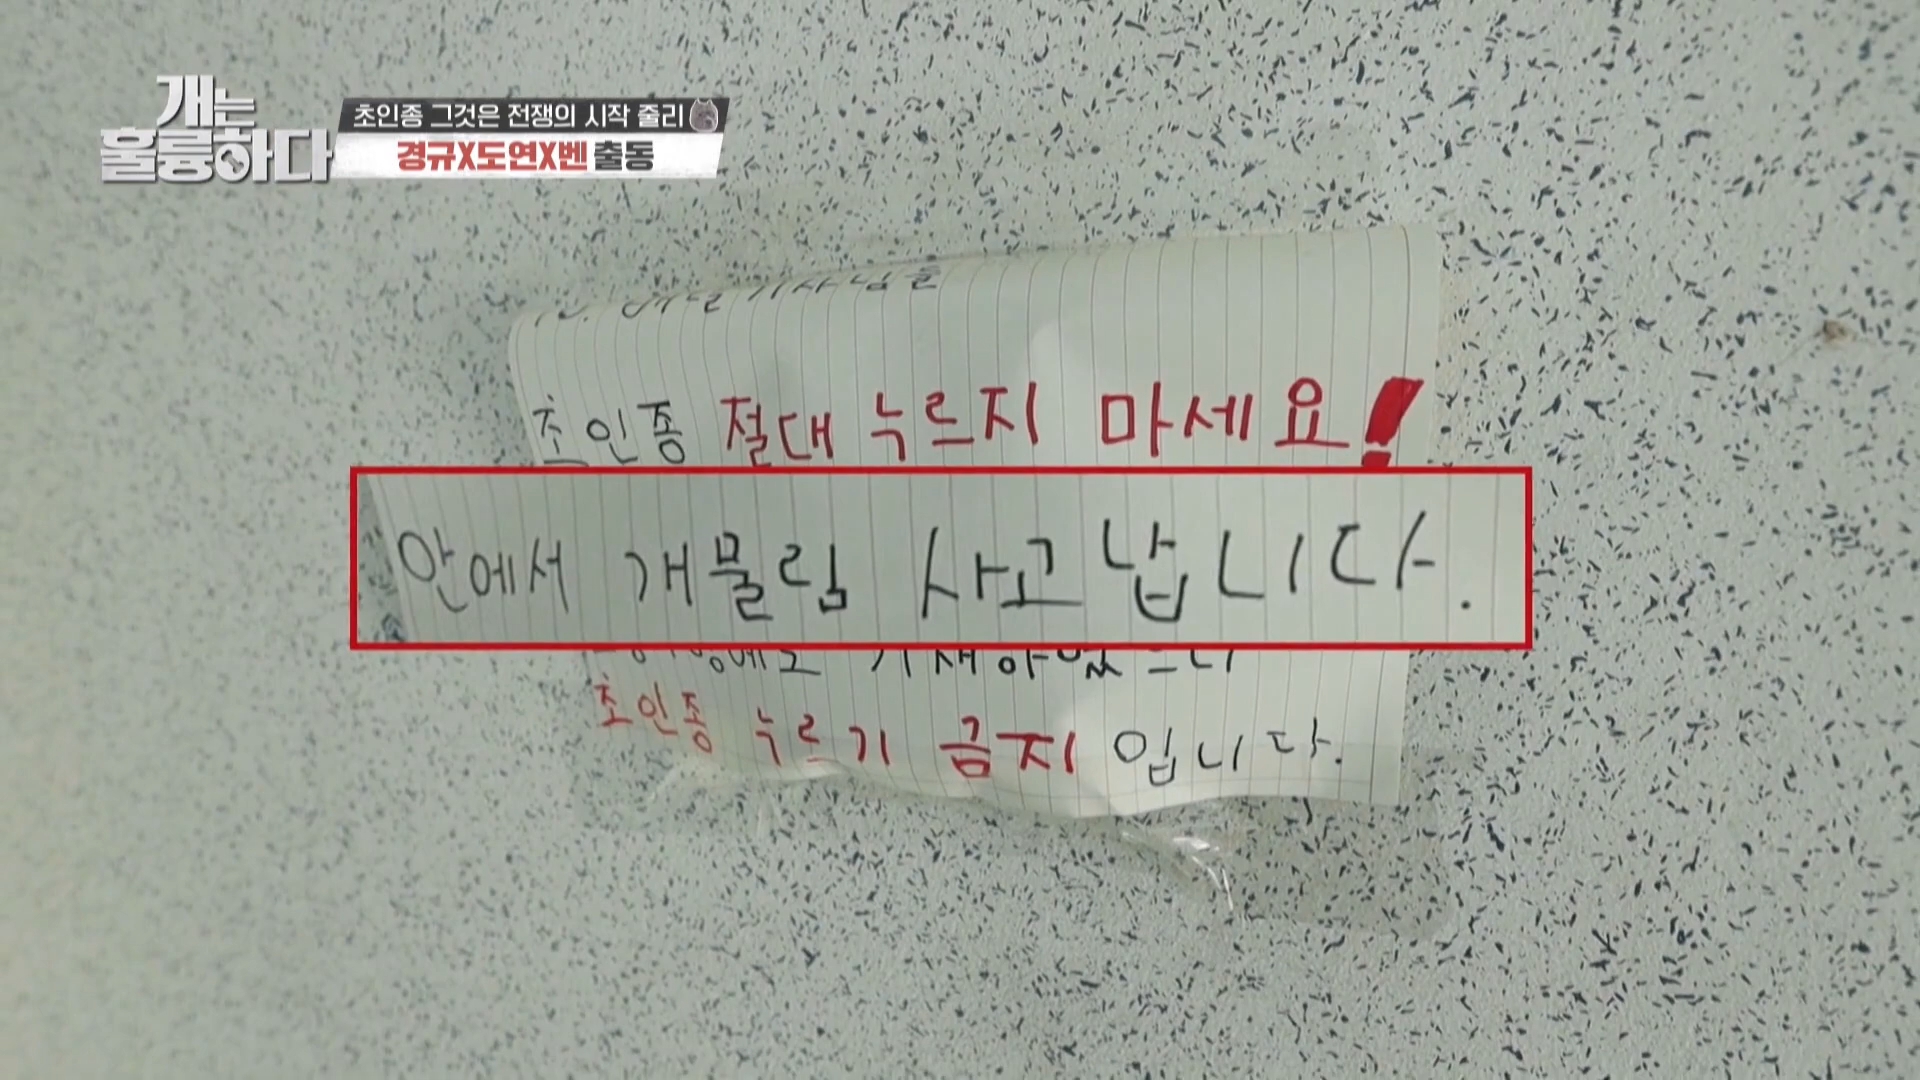 개는
훌륭하다
초인종 그것은 전쟁의 시작 줄리
경규X도연X벤 출동
초인종 절대 누르지 마세요!
안에서 개물림 사고납니다.
초인종 누르기 금지입니다.